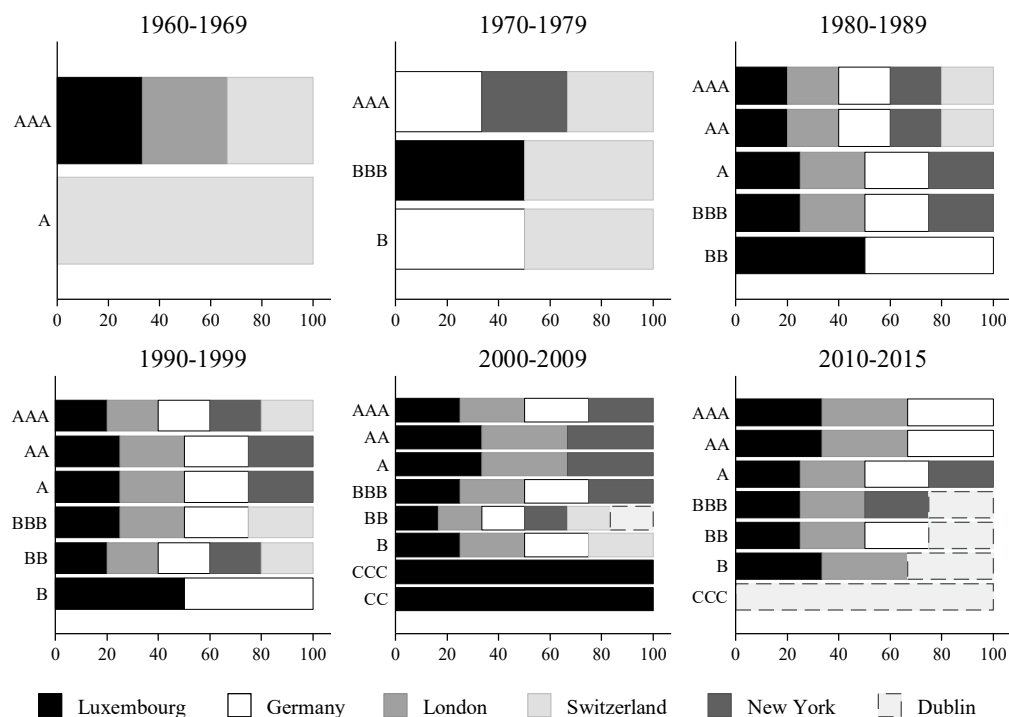 1960-1969
AAA
A
0 20 40 60 80 100
1970-1979
AAA
BBB
B
0 20 40 60 80 100
1980-1989
AAA
AA
A
BBB
BB
0 20 40 60 80 100
1990-1999
AAA
AA
A
BBB
BB
B
0 20 40 60 80 100
2000-2009
AAA
AA
A
BBB
BB
B
CCC
CC
0 20 40 60 80 100
2010-2015
AAA
AA
A
BBB
BB
B
CCC
0 20 40 60 80 100
Luxembourg Germany London Switzerland New York Dublin